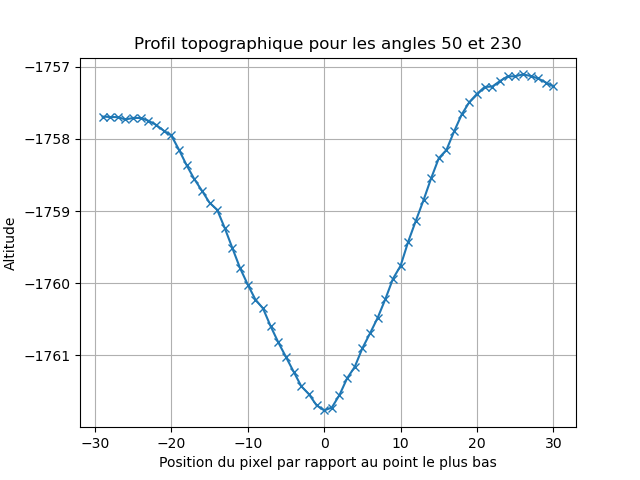 Profil topographique pour les angles 50 et 230
Altitude
−1757
−1758
−1759
−1760
−1761
−30 −20 −10 0 10 20 30
Position du pixel par rapport au point le plus bas